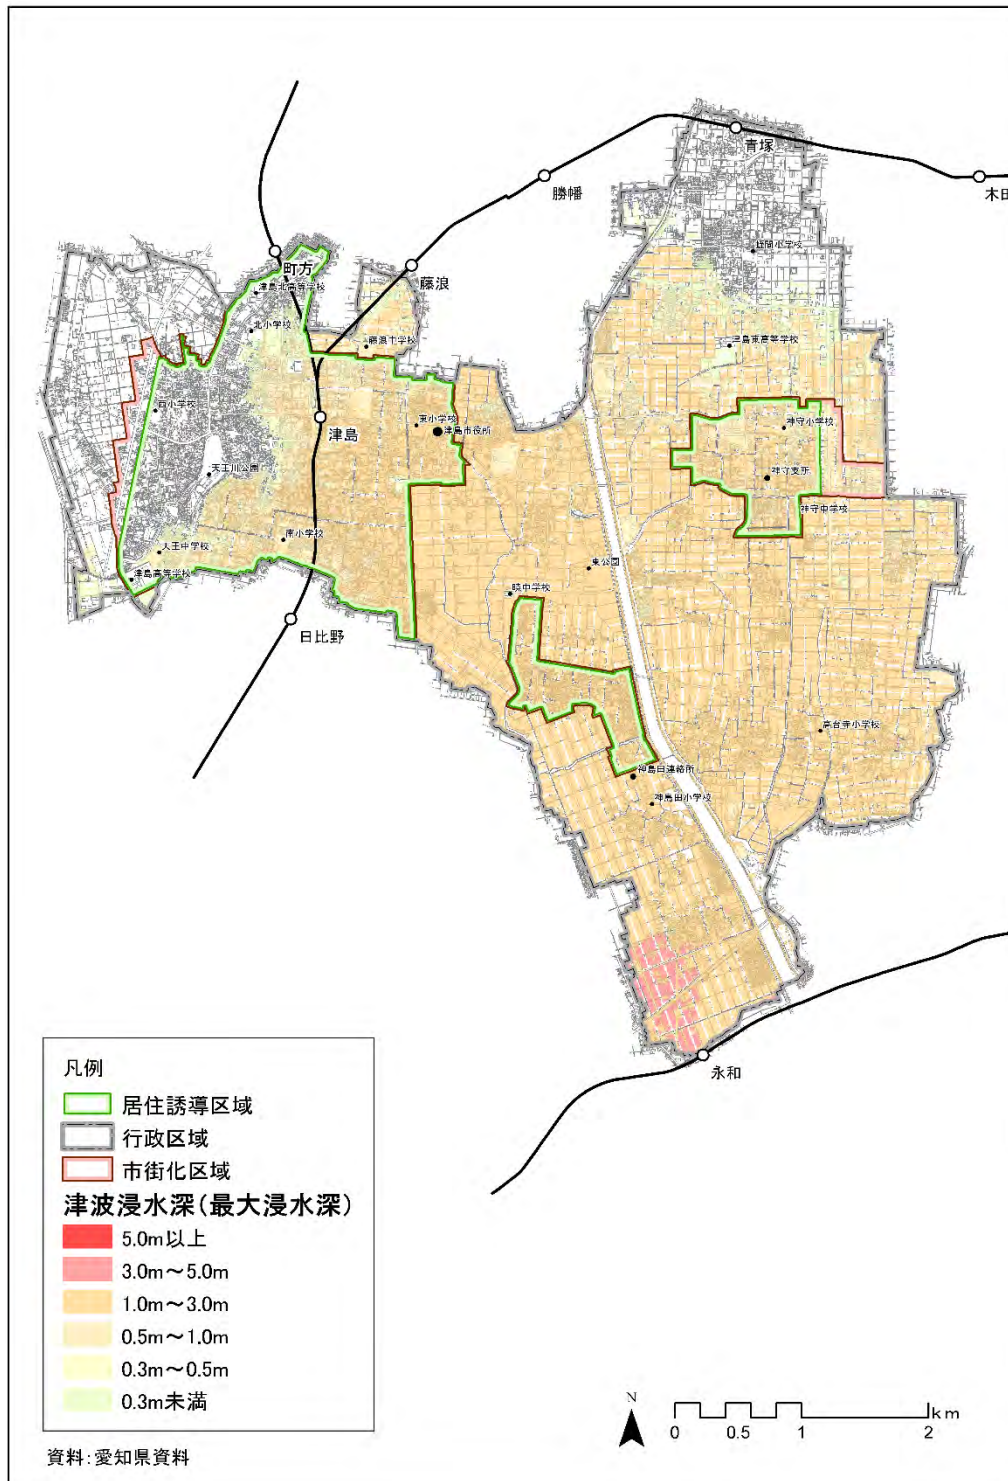 青塚
勝幡
木田
蛭間小学校
町方
藤浪
津島北高等学校
北小学校
藤浪中学校
津島東高等学校
西小学校
津島
東小学校
津島市役所
神守小学校
天王川公園
神守支所
神守中学校
南小学校
天王中学校
東公園
津島高等学校
暁中学校
日比野
高台寺小学校
神島田連絡所
神島田小学校
永和
凡例
居住誘導区域
行政区域
市街化区域
津波浸水深(最大浸水深)
5.0m以上
3.0m～5.0m
1.0m～3.0m
0.5m～1.0m
0.3m～0.5m
0.3m未満
N
km
0 0.5 1 2
資料:愛知県資料